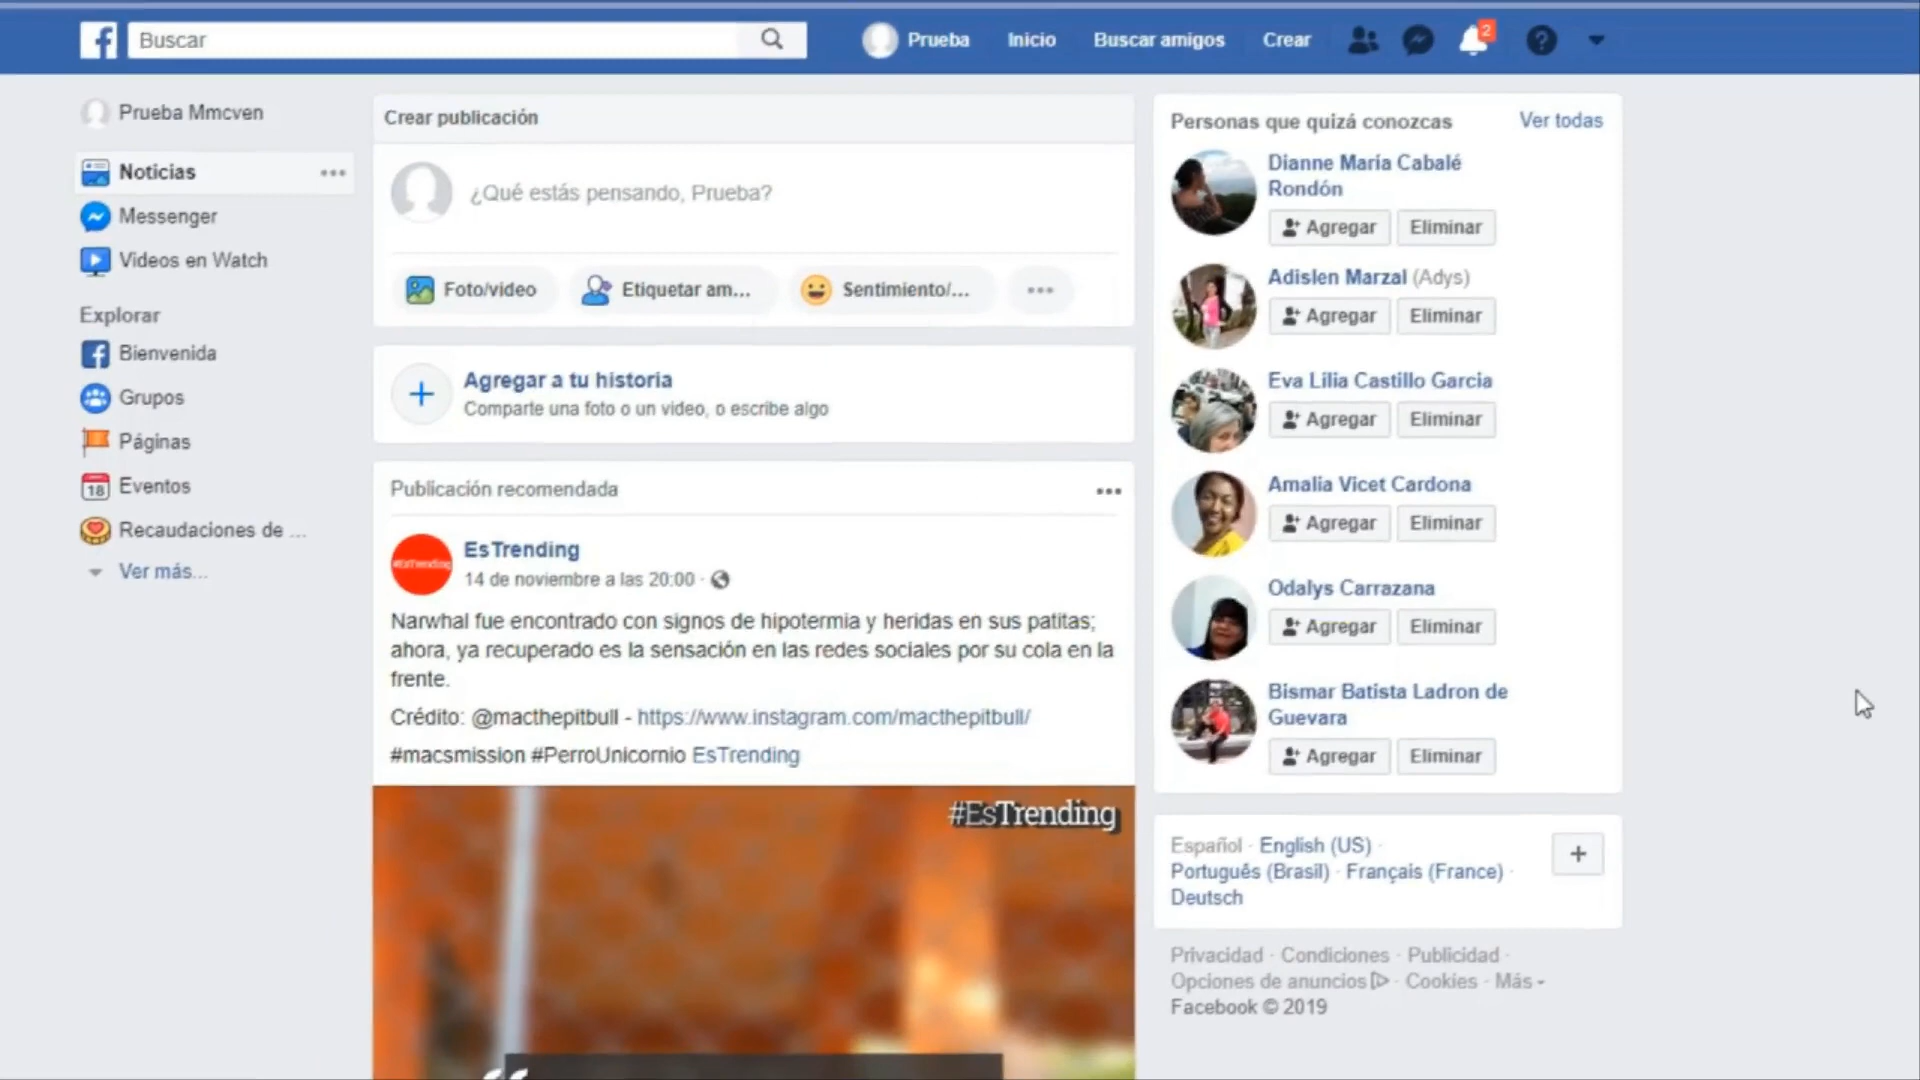 Buscar
Prueba
Inicio
Buscar amigos
Crear
2
Prueba Mmcven
Noticias
Messenger
Videos en Watch
Explorar
Bienvenida
Grupos
Páginas
18 Eventos
Recaudaciones de ...
Ver más...
Crear publicación
¿Qué estás pensando, Prueba?
Foto/video
Etiquetar am...
Sentimiento/...
Agregar a tu historia
Comparte una foto o un video, o escribe algo
Publicación recomendada
#EsTrending
EsTrending
14 de noviembre a las 20:00 ·
Narwhal fue encontrado con signos de hipotermia y heridas en sus patitas;
ahora, ya recuperado es la sensación en las redes sociales por su cola en la
frente.
Crédito: @macthepitbull - https://www.instagram.com/macthepitbull/
#macsmission #PerroUnicornio EsTrending
#EsTrending
Personas que quizá conozcas
Ver todas
Dianne María Cabalé
Rondón
Agregar Eliminar
Adislen Marzal (Adys)
Agregar Eliminar
Eva Lilia Castillo Garcia
Agregar Eliminar
Amalia Vicet Cardona
Agregar Eliminar
Odalys Carrazana
Agregar Eliminar
Bismar Batista Ladron de
Guevara
Agregar Eliminar
Español · English (US) ·
Português (Brasil) · Français (France) ·
Deutsch
Privacidad · Condiciones · Publicidad ·
Opciones de anuncios · Cookies · Más
Facebook © 2019